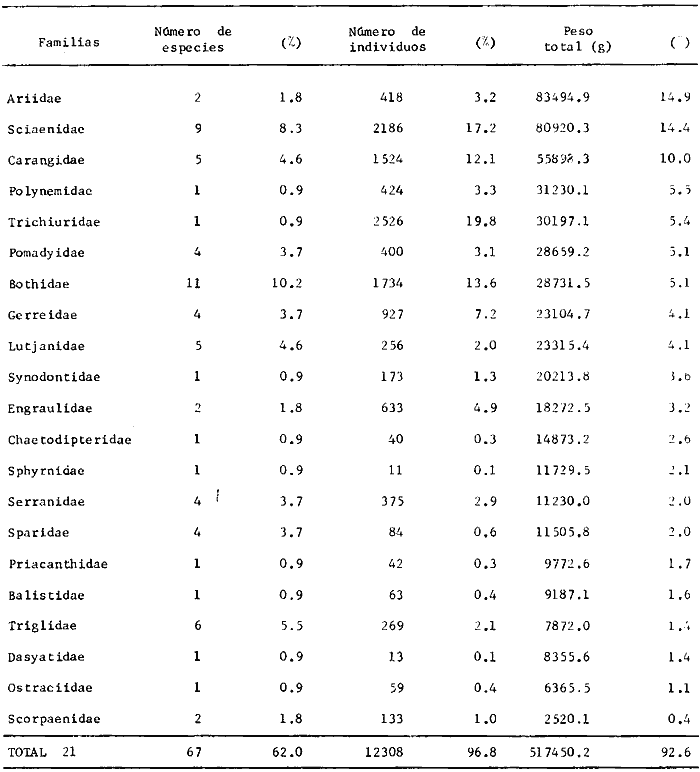 Familias Número de especies (%) Número de individuos (%) Peso total (g) (%)
Ariidae 2 1.8 418 3.2 83494.9 14.9
Sciaenidae 9 8.3 2186 17.2 80920.3 14.4
Carangidae 5 4.6 1524 12.1 55898.3 10.0
Polynemidae 1 0.9 424 3.3 31230.1 5.5
Trichiuridae 1 0.9 2526 19.8 30197.1 5.4
Pomadyidae 4 3.7 400 3.1 28659.2 5.1
Bothidae 11 10.2 1734 13.6 28731.5 5.1
Gerreidae 4 3.7 927 7.2 23104.7 4.1
Lutjanidae 5 4.6 256 2.0 23315.4 4.1
Synodontidae 1 0.9 173 1.3 20213.8 3.6
Engraulidae 2 1.8 633 4.9 18272.5 3.2
Chaetodipteridae 1 0.9 40 0.3 14873.2 2.6
Sphyrnidae 1 0.9 11 0.1 11729.5 2.1
Serranidae 4 3.7 375 2.9 11230.0 2.0
Sparidae 4 3.7 84 0.6 11505.8 2.0
Priacanthidae 1 0.9 42 0.3 9772.6 1.7
Balistidae 1 0.9 63 0.4 9187.1 1.6
Triglidae 6 5.5 269 2.1 7872.0 1.4
Dasyatidae 1 0.9 13 0.1 8355.6 1.4
Ostraciidae 1 0.9 59 0.4 6365.5 1.1
Scorpaenidae 2 1.8 133 1.0 2520.1 0.4
TOTAL 21 67 62.0 12308 96.8 517450.2 92.6